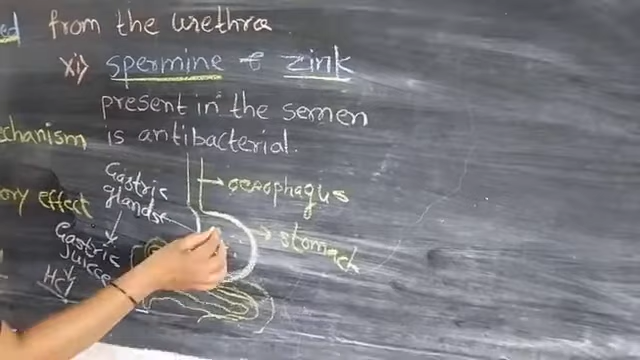 from the urethra
xi) spermine & zink
present in the semen
echanism is antibacterial.
Gastric glands
oesophagus
ory effect
stomach
Gastric juice
HCl